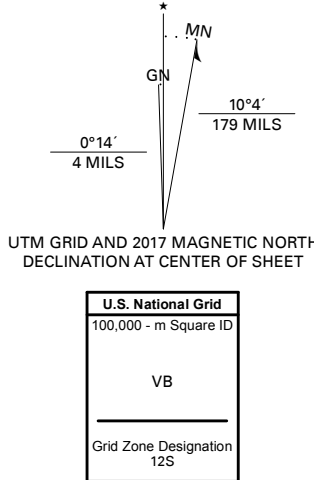 ★
MN
GN
0°14´
4 MILS
10°4´
179 MILS
UTM GRID AND 2017 MAGNETIC NORTH
DECLINATION AT CENTER OF SHEET
U.S. National Grid
100,000 - m Square ID
VB
Grid Zone Designation
12S